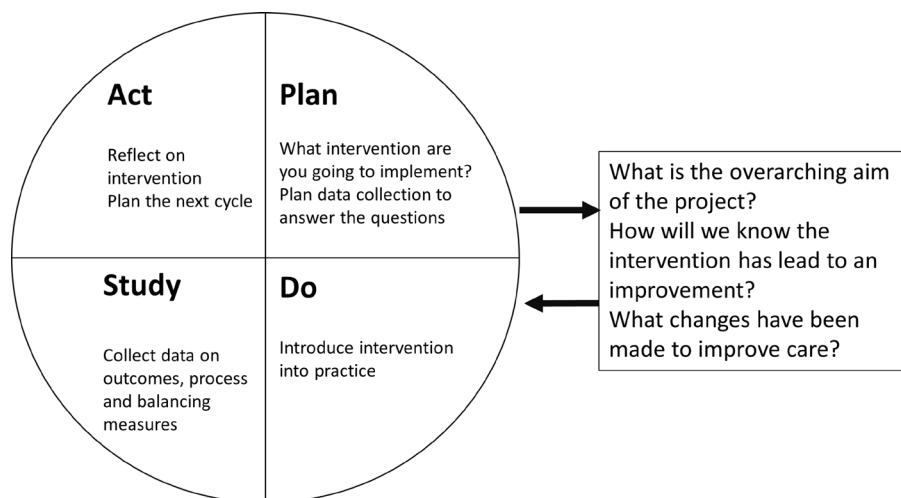 Act
Reflect on
intervention
Plan the next cycle
Plan
What intervention are
you going to implement?
Plan data collection to
answer the questions
Study
Collect data on
outcomes, process
and balancing
measures
Do
Introduce intervention
into practice
What is the overarching aim
of the project?
How will we know the
intervention has lead to an
improvement?
What changes have been
made to improve care?